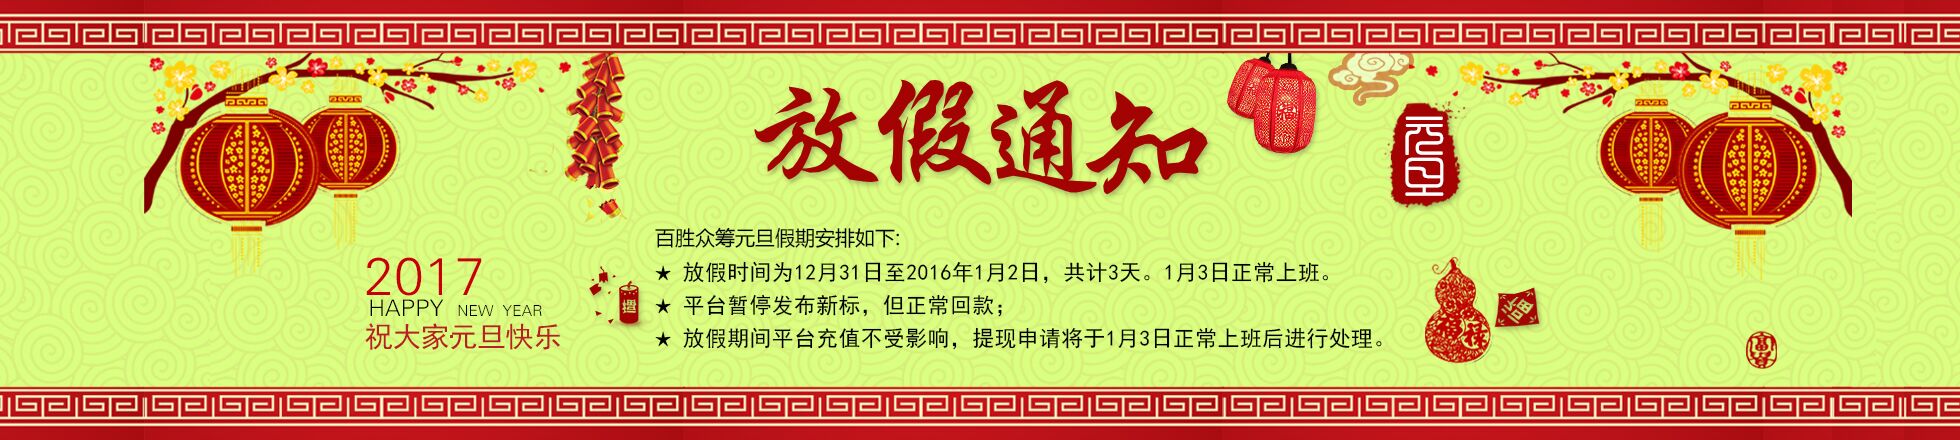 放假通知
元旦
百胜众筹元旦假期安排如下:
★ 放假时间为12月31日至2016年1月2日，共计3天。1月3日正常上班。
★ 平台暂停发布新标，但正常回款；
★ 放假期间平台充值不受影响，提现申请将于1月3日正常上班后进行处理。
2017
HAPPY NEW YEAR
祝大家元旦快乐
福禄
福